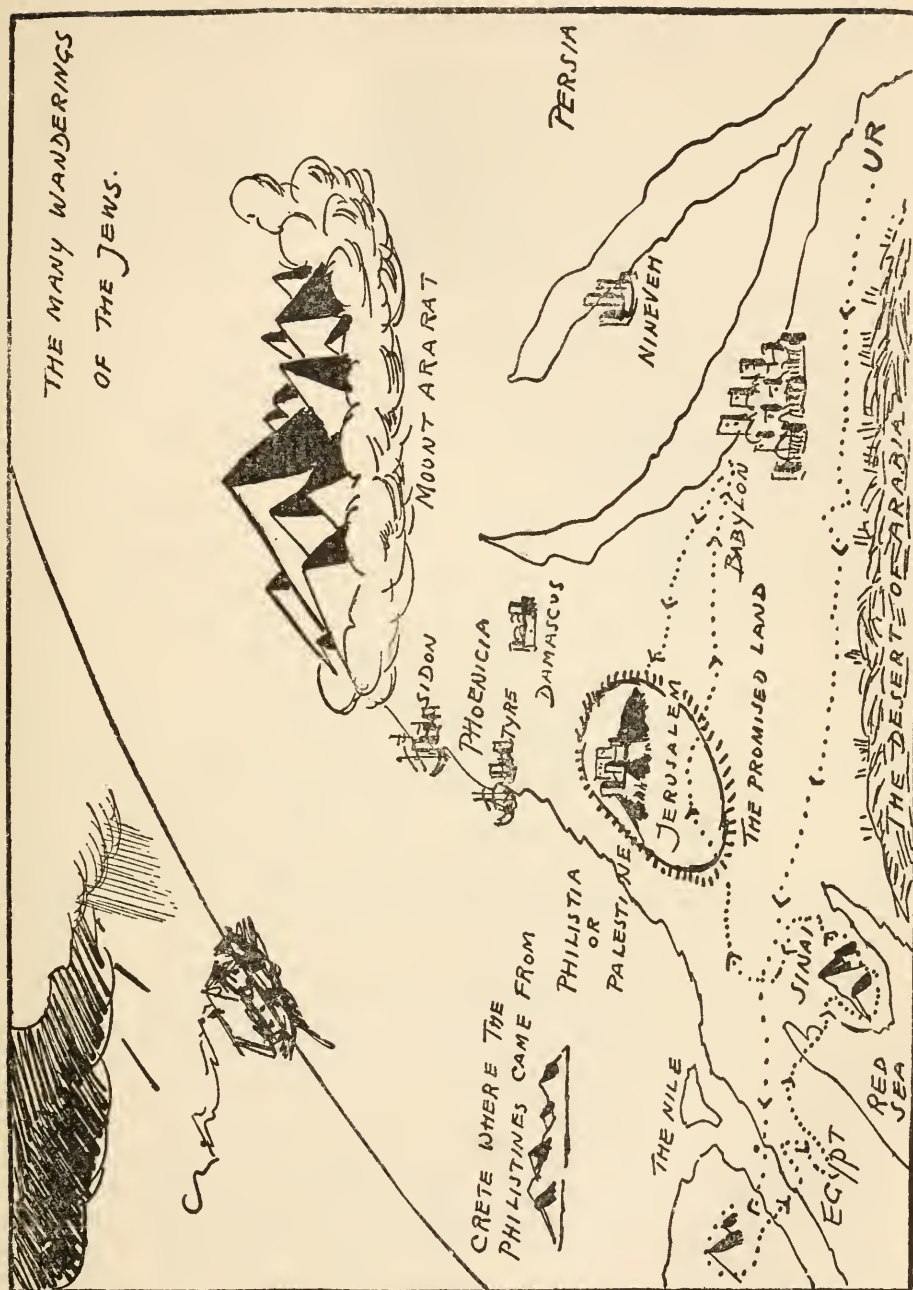 THE MANY WANDERINGS
OF THE JEWS.
MOUNT ARARAT
PERSIA
NINEVEH
SIDON
PHOENICIA
TYRE
DAMASCUS
BABYLON
UR
JERUSALEM
THE PROMISED LAND
THE DESERT OF ARABIA
CRETE WHERE THE
PHILISTINES CAME FROM
PHILISTIA
OR
PALESTINE
THE NILE
SINAI
EGYPT
RED
SEA